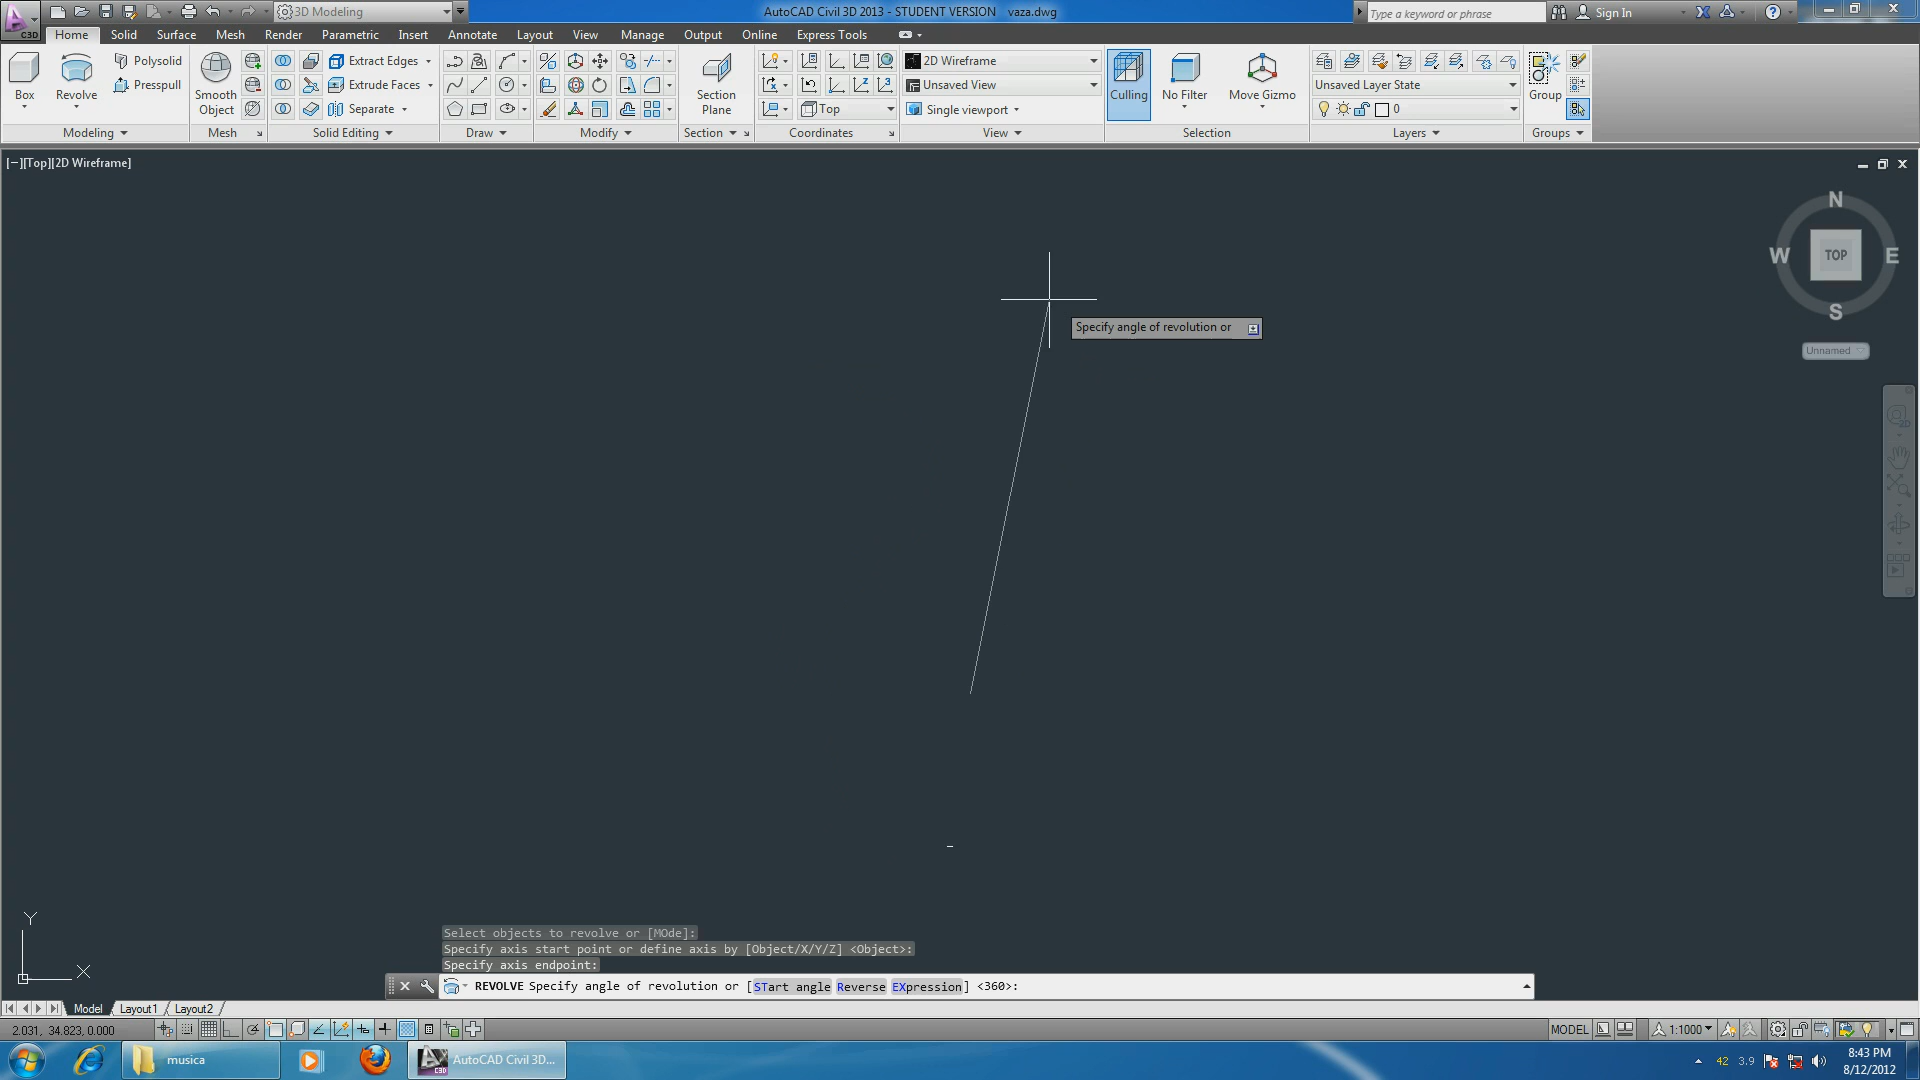 3D Modeling
AutoCAD Civil 3D 2013 - STUDENT VERSION vaza.dwg
Type a keyword or phrase
Sign In
C3D
Home Solid Surface Mesh Render Parametric Insert Annotate Layout View Manage Output Online Express Tools
Box
Revolve
Polysolid
Presspull
Modeling
Smooth Object
Mesh
Extract Edges
Extrude Faces
Separate
Solid Editing
Draw
Modify
Section Plane
Section
Top
Coordinates
2D Wireframe
Unsaved View
Single viewport
View
Culling
No Filter
Move Gizmo
Selection
Unsaved Layer State
0
Layers
Group
Groups
[−][Top][2D Wireframe]
N
W
TOP
E
S
Unnamed
Specify angle of revolution or
Y
X
Select objects to revolve or [MOde]:
Specify axis start point or define axis by [Object/X/Y/Z] <Object>:
Specify axis endpoint:
REVOLVE Specify angle of revolution or [STart angle Reverse EXpression] <360>:
Model Layout1 Layout2
2.031, 34.823, 0.000
MODEL
1:1000
musica
AutoCAD Civil 3D...
42 3.9
8:43 PM
8/12/2012